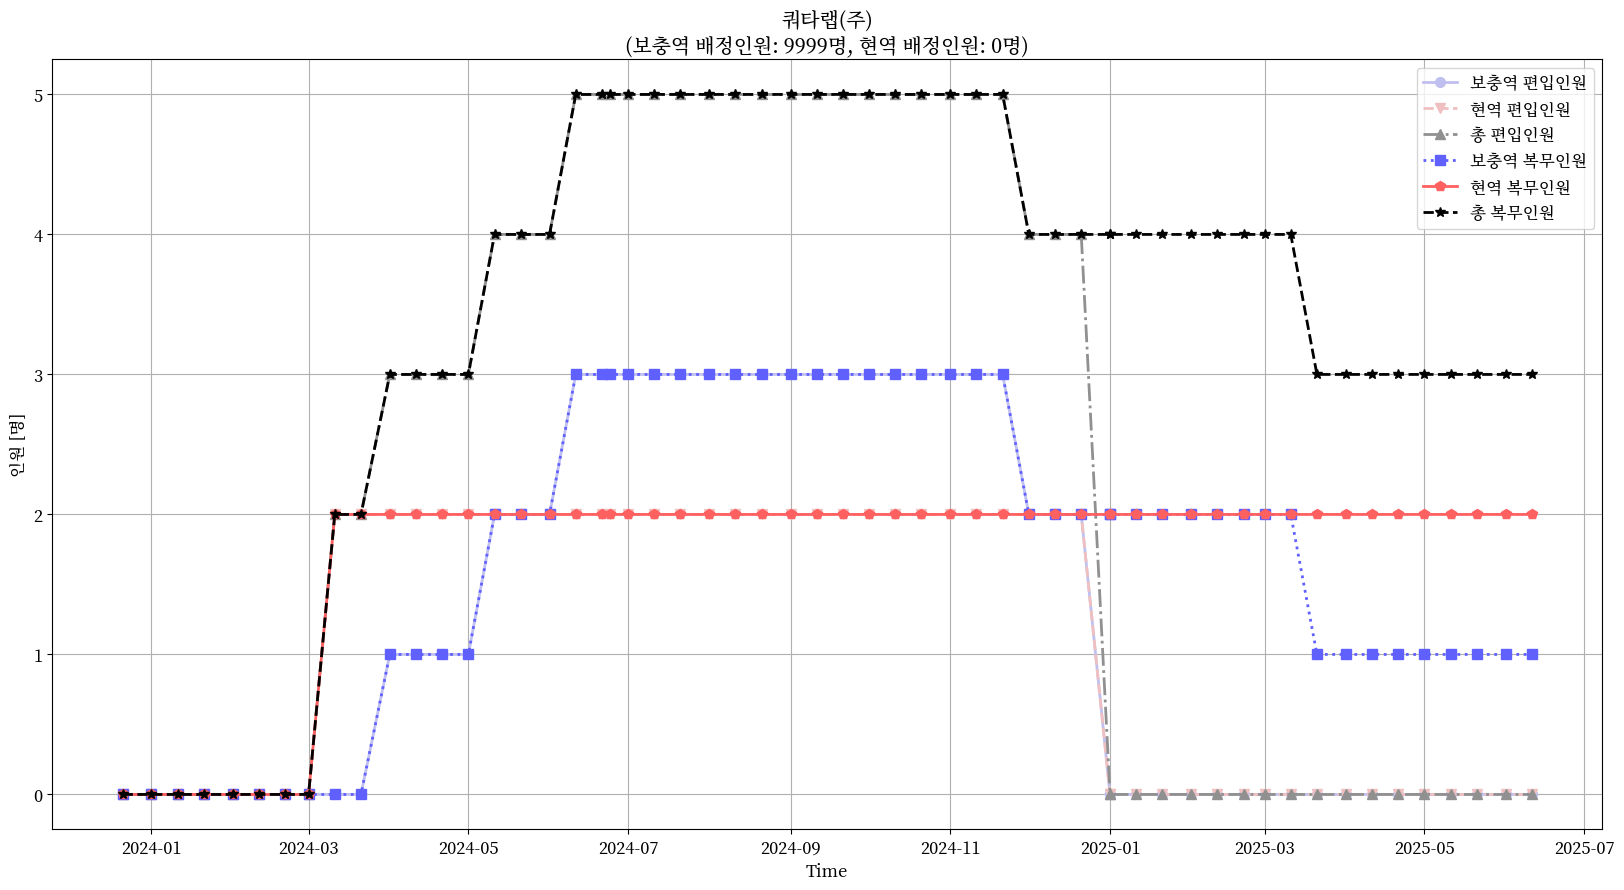 쿼타랩(주)
(보충역 배정인원: 9999명, 현역 배정인원: 0명)
5
4
3
2
1
0
인원 [명]
보충역 편입인원
현역 편입인원
총 편입인원
보충역 복무인원
현역 복무인원
총 복무인원
2024-01
2024-03
2024-05
2024-07
2024-09
2024-11
2025-01
2025-03
2025-05
2025-07
Time